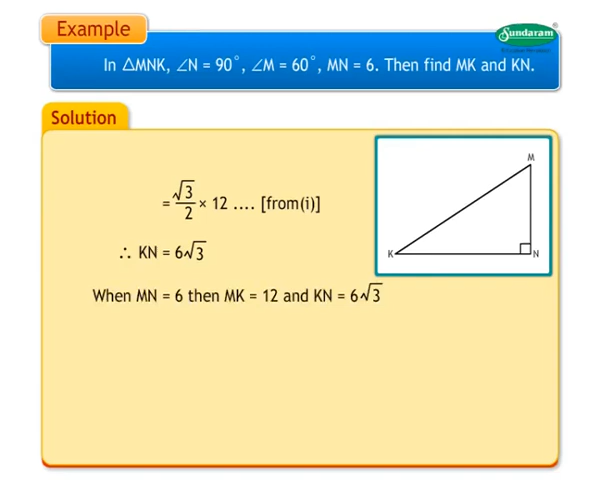 Example
Sundaram
In △MNK, ∠N = 90°, ∠M = 60°, MN = 6. Then find MK and KN.
Solution
= √3/2 × 12 .... [from(i)]
∴ KN = 6√3
When MN = 6 then MK = 12 and KN = 6√3
M
K
N